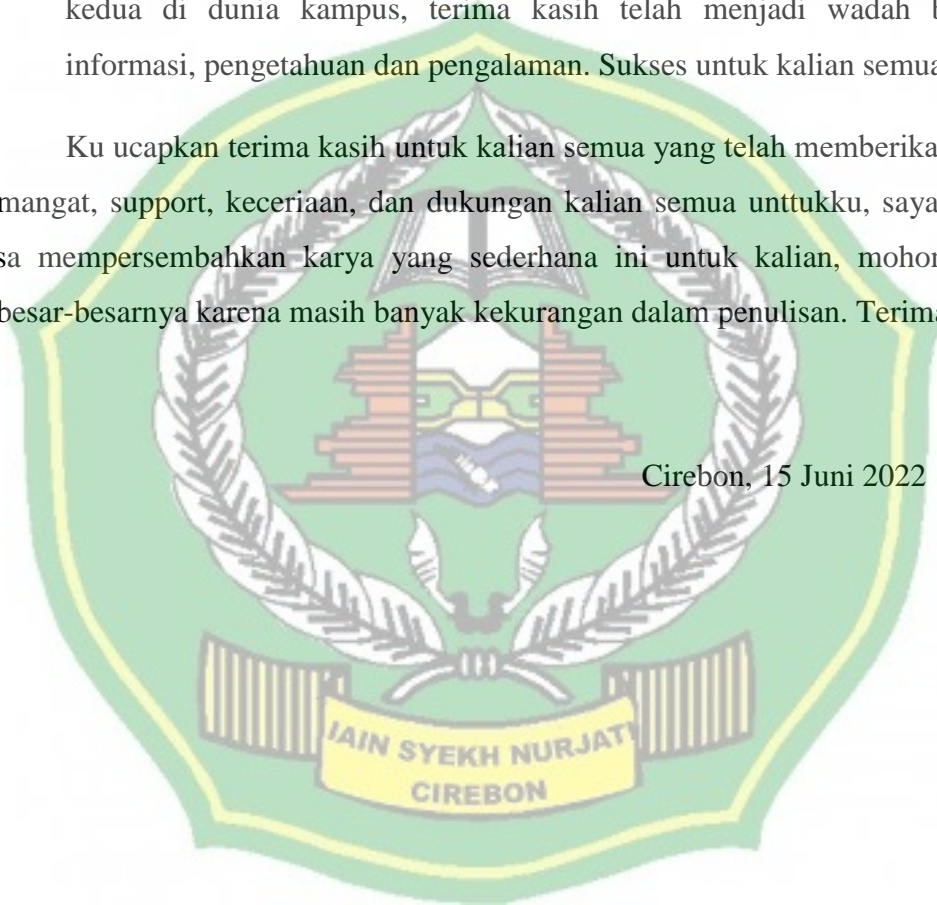 kedua di dunia kampus, terima kasih telah menjadi wadah b
informasi, pengetahuan dan pengalaman. Sukses untuk kalian semua
Ku ucapkan terima kasih untuk kalian semua yang telah memberika
mangat, support, keceriaan, dan dukungan kalian semua unttukku, saya
sa mempersembahkan karya yang sederhana ini untuk kalian, mohon
besar-besarnya karena masih banyak kekurangan dalam penulisan. Terima
Cirebon, 15 Juni 2022
IAIN SYEKH NURJATI
CIREBON